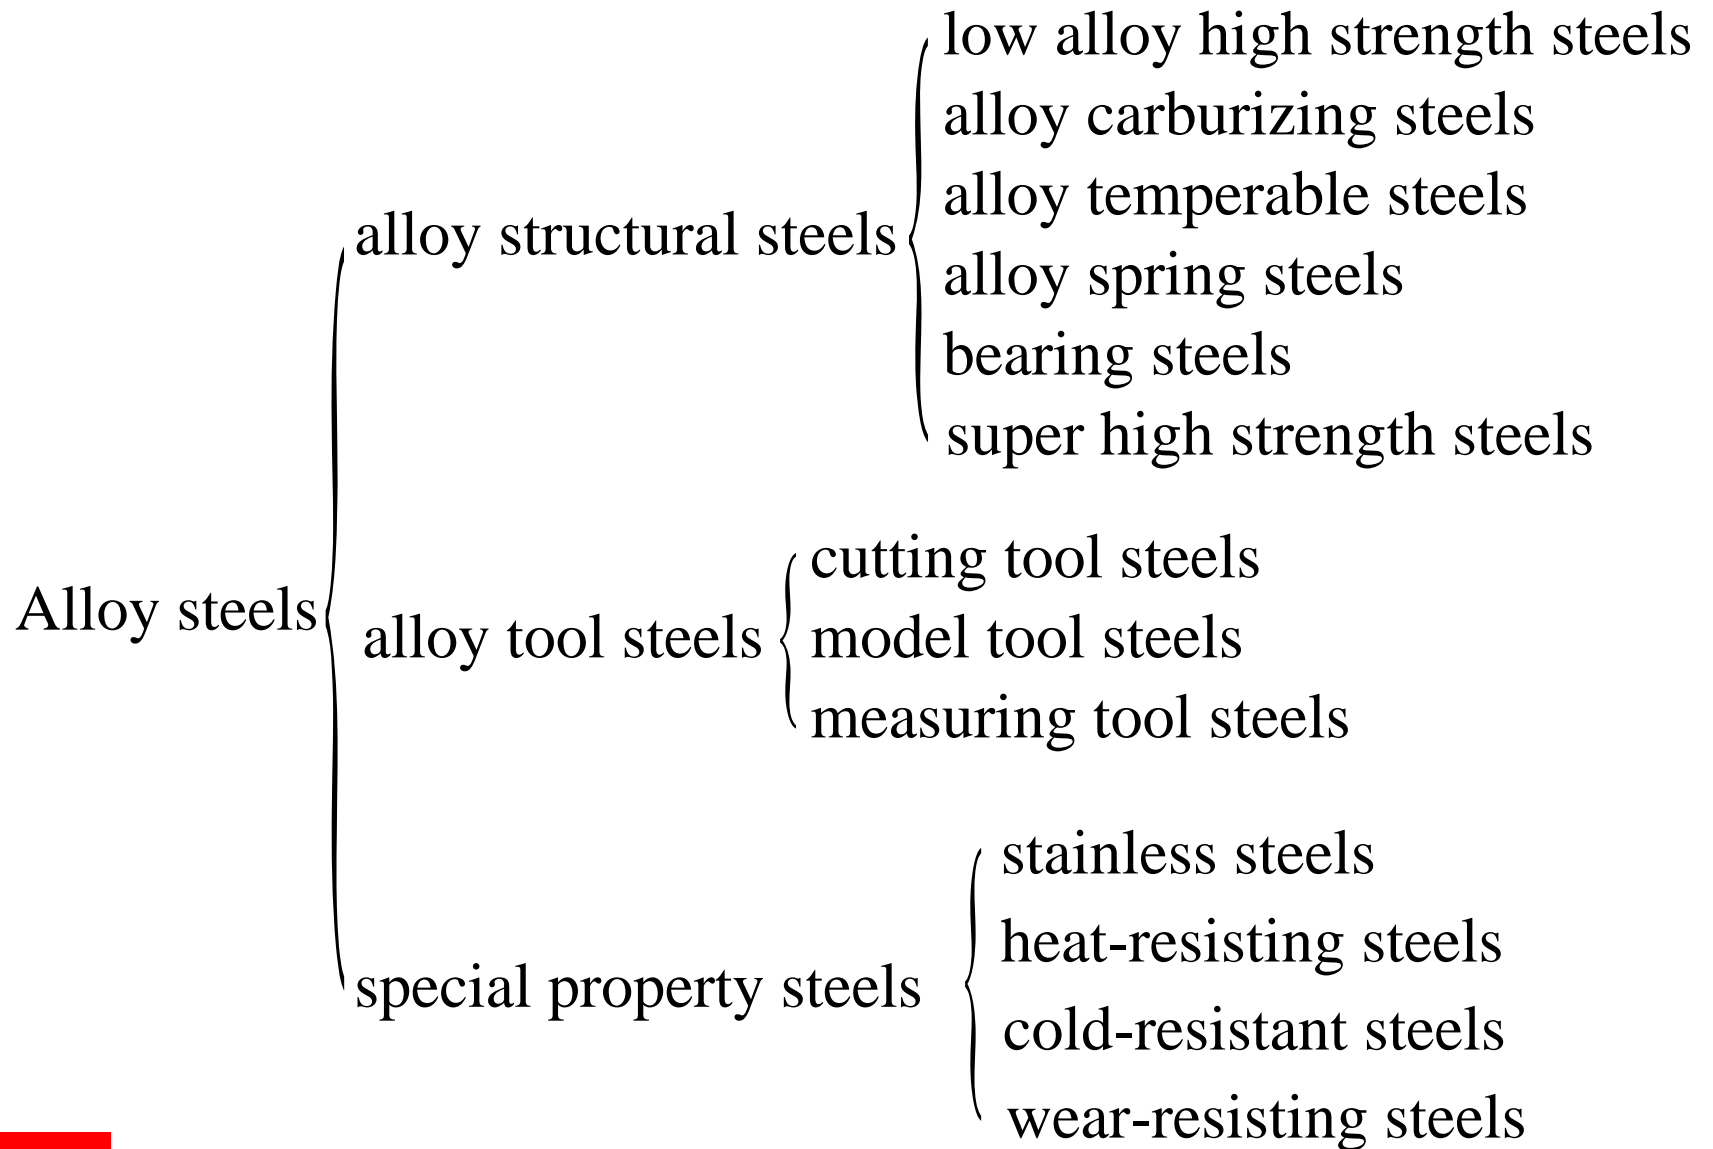 Alloy steels
alloy structural steels
low alloy high strength steels
alloy carburizing steels
alloy temperable steels
alloy spring steels
bearing steels
super high strength steels
alloy tool steels
cutting tool steels
model tool steels
measuring tool steels
special property steels
stainless steels
heat-resisting steels
cold-resistant steels
wear-resisting steels